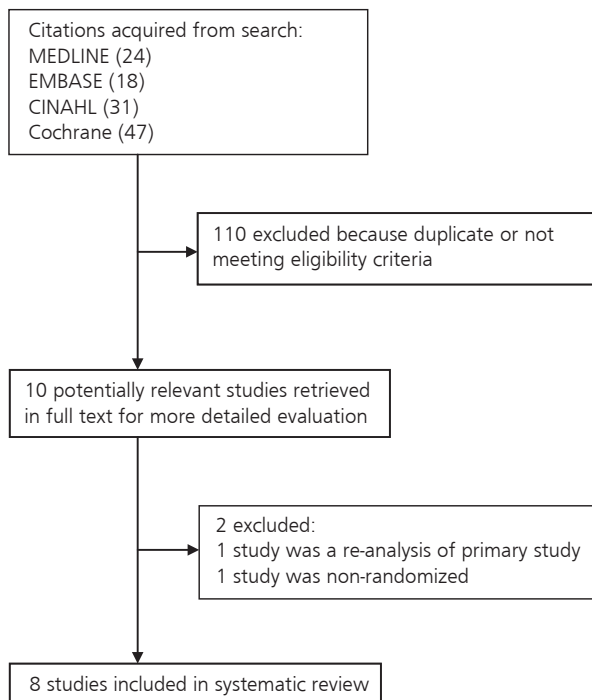 Citations acquired from search:
MEDLINE (24)
EMBASE (18)
CINAHL (31)
Cochrane (47)
110 excluded because duplicate or not
meeting eligibility criteria
10 potentially relevant studies retrieved
in full text for more detailed evaluation
2 excluded:
1 study was a re-analysis of primary study
1 study was non-randomized
8 studies included in systematic review